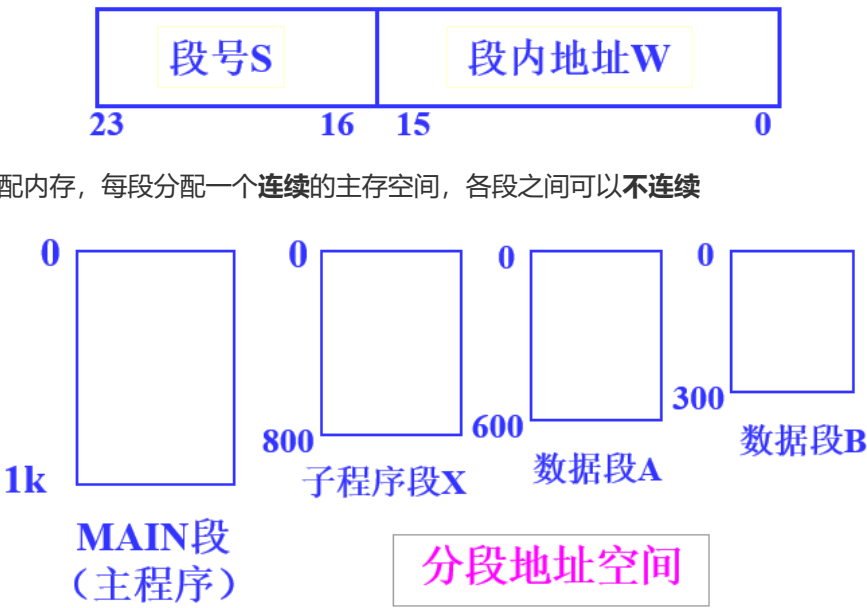 段号S 段内地址W
23 16 15 0
配内存，每段分配一个连续的主存空间，各段之间可以不连续
0 0 0 0
300
800 600
数据段B
1k 子程序段X 数据段A
MAIN段
（主程序）
分段地址空间